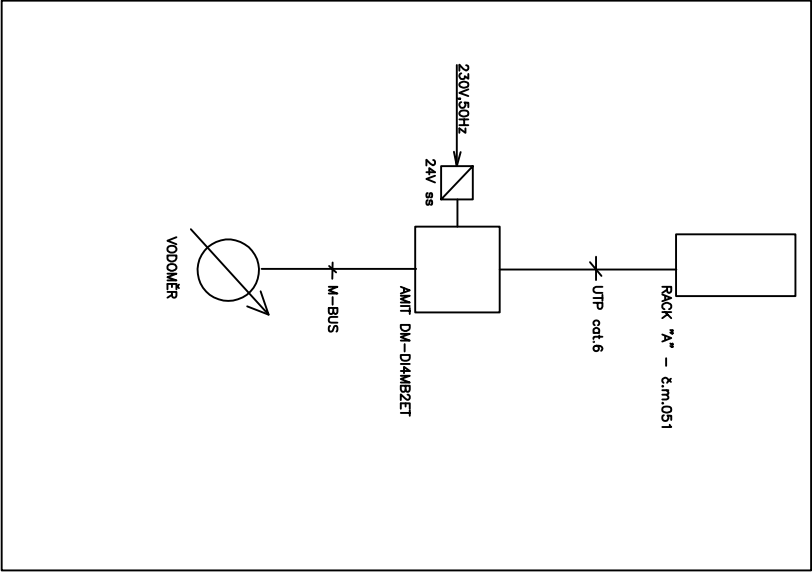 RACK "A" - č.m.051
UTP cat.6
230V,50Hz
24V ss
AMIT DM-DI4MB2ET
M-BUS
VODOMĚR